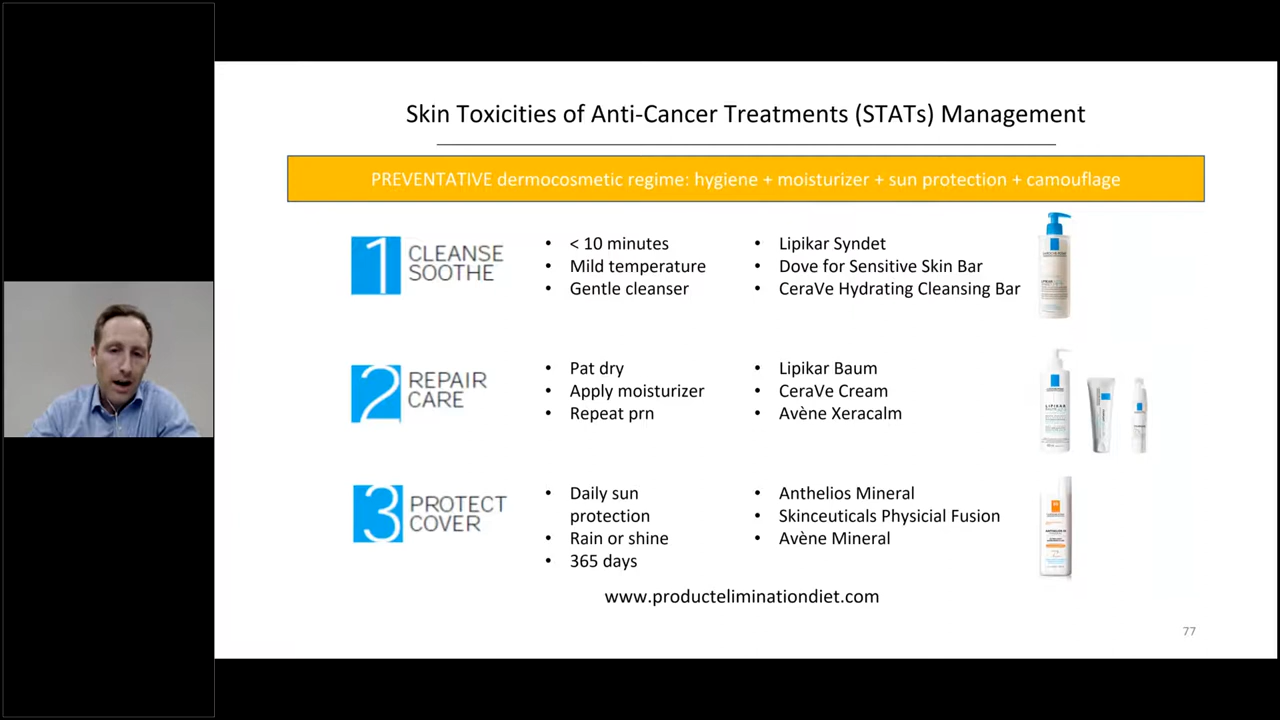 Skin Toxicities of Anti-Cancer Treatments (STATs) Management
PREVENTATIVE dermocosmetic regime: hygiene + moisturizer + sun protection + camouflage
1 CLEANSE
SOOTHE
• < 10 minutes
• Mild temperature
• Gentle cleanser
• Lipikar Syndet
• Dove for Sensitive Skin Bar
• CeraVe Hydrating Cleansing Bar
2 REPAIR
CARE
• Pat dry
• Apply moisturizer
• Repeat prn
• Lipikar Baum
• CeraVe Cream
• Avène Xeracalm
LIPIKAR
3 PROTECT
COVER
• Daily sun
protection
• Rain or shine
• 365 days
• Anthelios Mineral
• Skinceuticals Physicial Fusion
• Avène Mineral
www.producteliminationdiet.com
77